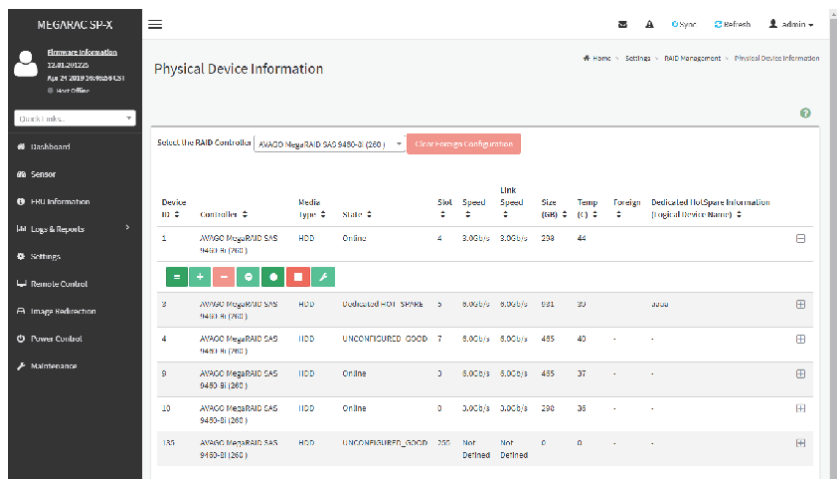 MEGARAC SP-X
Sync
Refresh
admin
Firmware Information
Host Offline
Quick Links...
Physical Device Information
Home > Settings > RAID Management > Physical Device Information
Dashboard
Sensor
FRU Information
Logs & Reports
Settings
Remote Control
Image Redirection
Power Control
Maintenance
Select the RAID Controller AVAGO MegaRAID SAS 9460-8i (260 ) Clear Foreign Configuration
Link
Device Media Slot Speed Speed Size Temp Foreign Dedicated HotSpare Information
ID Controller Type State (GB) (C) (Logical Device Name)
1 AVAGO MegaRAID SAS HDD Online 4 3.0Gb/s 3.0Gb/s 298 44
9460-8i (260 )
3 AVAGO MegaRAID SAS HDD Dedicated HOT_SPARE 5 6.0Gb/s 6.0Gb/s 931
9460-8i (260 )
4 AVAGO MegaRAID SAS HDD UNCONFIGURED_GOOD 7 6.0Gb/s 6.0Gb/s 465 40 - -
9460-8i (260 )
9 AVAGO MegaRAID SAS HDD Online 3 6.0Gb/s 6.0Gb/s 465 37 - -
9460-8i (260 )
10 AVAGO MegaRAID SAS HDD Online 0 3.0Gb/s 3.0Gb/s 298 36 - -
9460-8i (260 )
135 AVAGO MegaRAID SAS HDD UNCONFIGURED_GOOD 255 Not Not 0 0 - -
9460-8i (260 ) Defined Defined